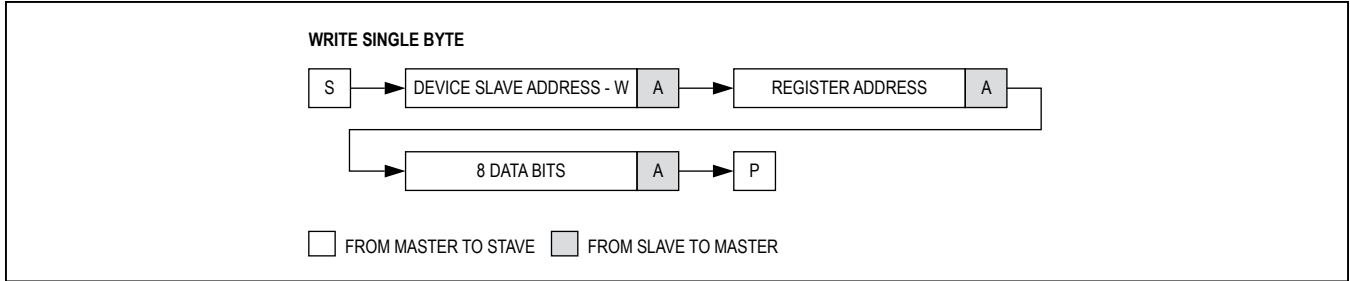 WRITE SINGLE BYTE
S DEVICE SLAVE ADDRESS - W A REGISTER ADDRESS A
8 DATA BITS A P
FROM MASTER TO STAVE FROM SLAVE TO MASTER